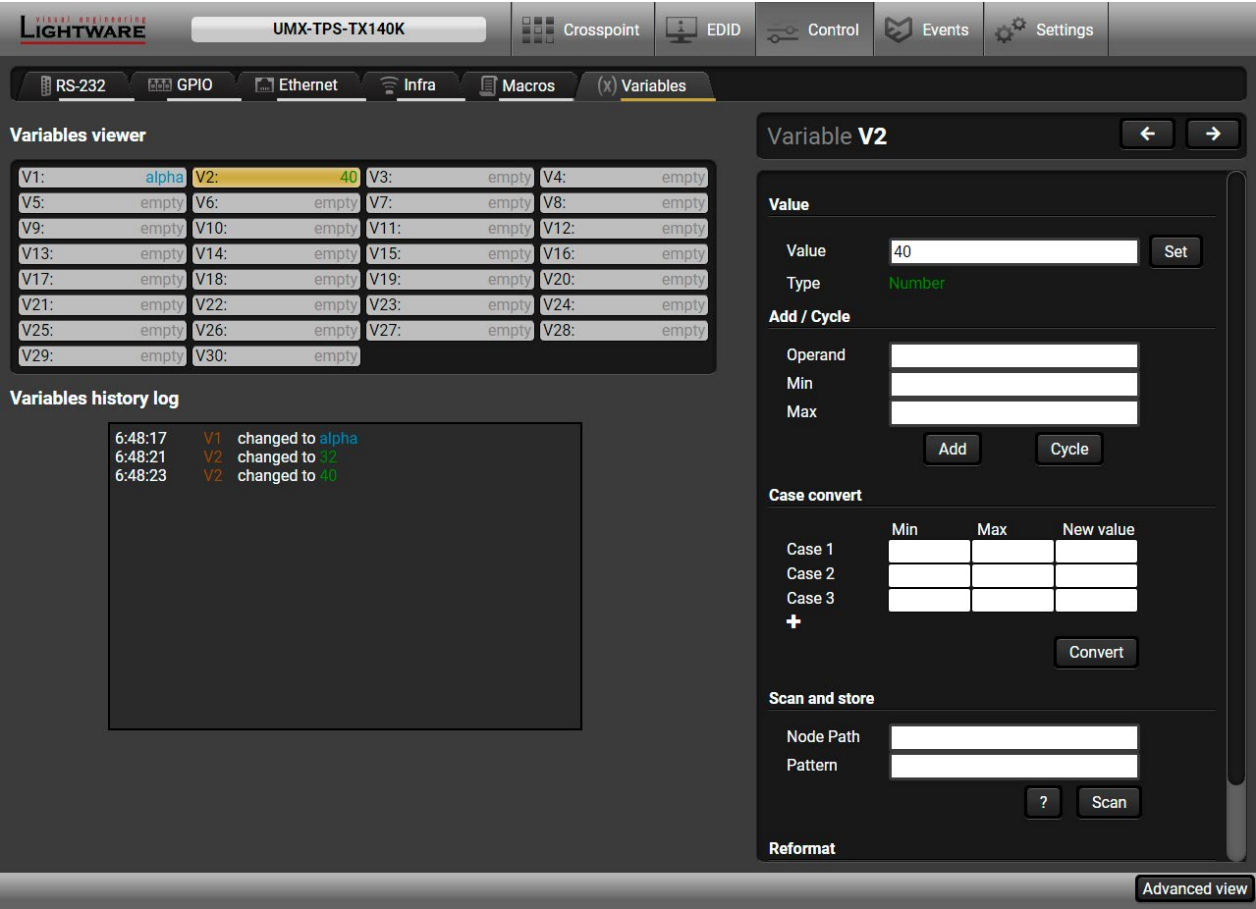 visual engineering
LIGHTWARE
UMX-TPS-TX140K
Crosspoint
EDID
Control
Events
Settings
RS-232
GPIO
Ethernet
Infra
Macros
(x) Variables
Variables viewer
V1: alpha V2: 40 V3: empty V4: empty
V5: empty V6: empty V7: empty V8: empty
V9: empty V10: empty V11: empty V12: empty
V13: empty V14: empty V15: empty V16: empty
V17: empty V18: empty V19: empty V20: empty
V21: empty V22: empty V23: empty V24: empty
V25: empty V26: empty V27: empty V28: empty
V29: empty V30: empty
Variables history log
6:48:17 V1 changed to alpha
6:48:21 V2 changed to 32
6:48:23 V2 changed to 40
Variable V2
Value
Value 40 Set
Type Number
Add / Cycle
Operand
Min
Max
Add Cycle
Case convert
Min Max New value
Case 1
Case 2
Case 3
Convert
Scan and store
Node Path
Pattern
? Scan
Reformat
Advanced view